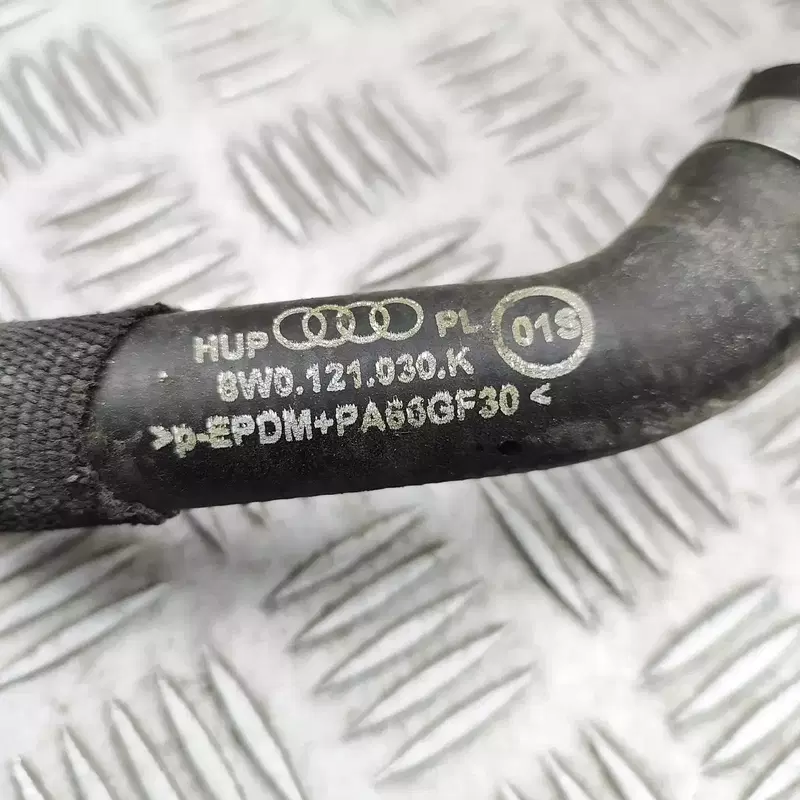 HUP PL 01S
8W0.121.030.K
>p-EPDM+PA66GF30 <